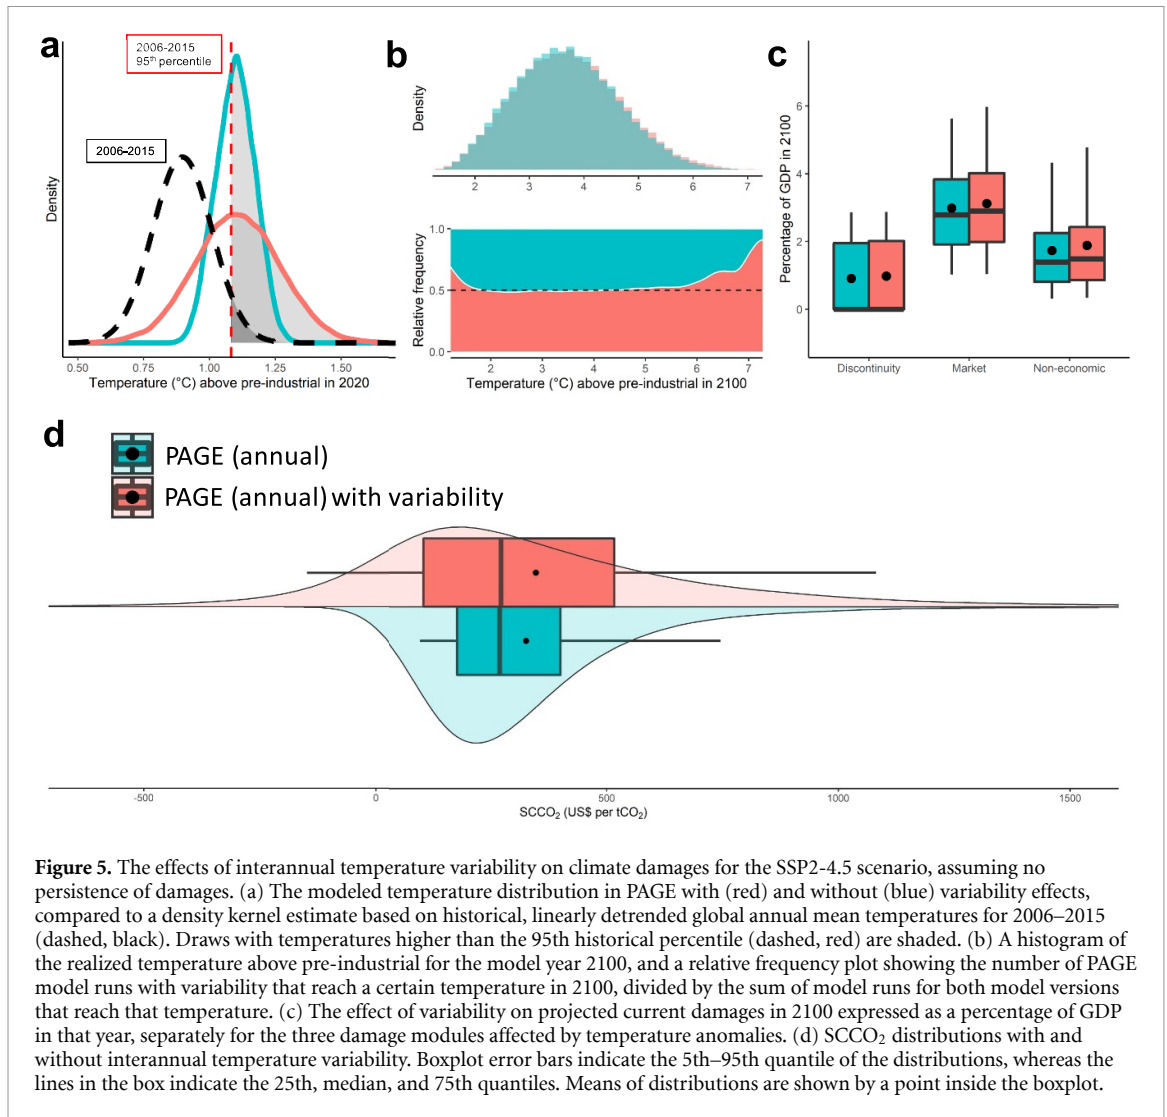 a
2006-2015
95th percentile
2006-2015
Density
0.50
0.75
1.00
1.25
1.50
Temperature (°C) above pre-industrial in 2020
b
Density
2
3
4
5
6
7
1.0
0.5
0.0
Relative frequency
2
3
4
5
6
7
Temperature (°C) above pre-industrial in 2100
c
Percentage of GDP in 2100
6
4
2
0
Discontinuity
Market
Non-economic
d
PAGE (annual)
PAGE (annual) with variability
-500
0
500
1000
1500
SCCO₂ (US$ per tCO₂)
Figure 5. The effects of interannual temperature variability on climate damages for the SSP2-4.5 scenario, assuming no
persistence of damages. (a) The modeled temperature distribution in PAGE with (red) and without (blue) variability effects,
compared to a density kernel estimate based on historical, linearly detrended global annual mean temperatures for 2006–2015
(dashed, black). Draws with temperatures higher than the 95th historical percentile (dashed, red) are shaded. (b) A histogram of
the realized temperature above pre-industrial for the model year 2100, and a relative frequency plot showing the number of PAGE
model runs with variability that reach a certain temperature in 2100, divided by the sum of model runs for both model versions
that reach that temperature. (c) The effect of variability on projected current damages in 2100 expressed as a percentage of GDP
in that year, separately for the three damage modules affected by temperature anomalies. (d) SCCO₂ distributions with and
without interannual temperature variability. Boxplot error bars indicate the 5th–95th quantile of the distributions, whereas the
lines in the box indicate the 25th, median, and 75th quantiles. Means of distributions are shown by a point inside the boxplot.